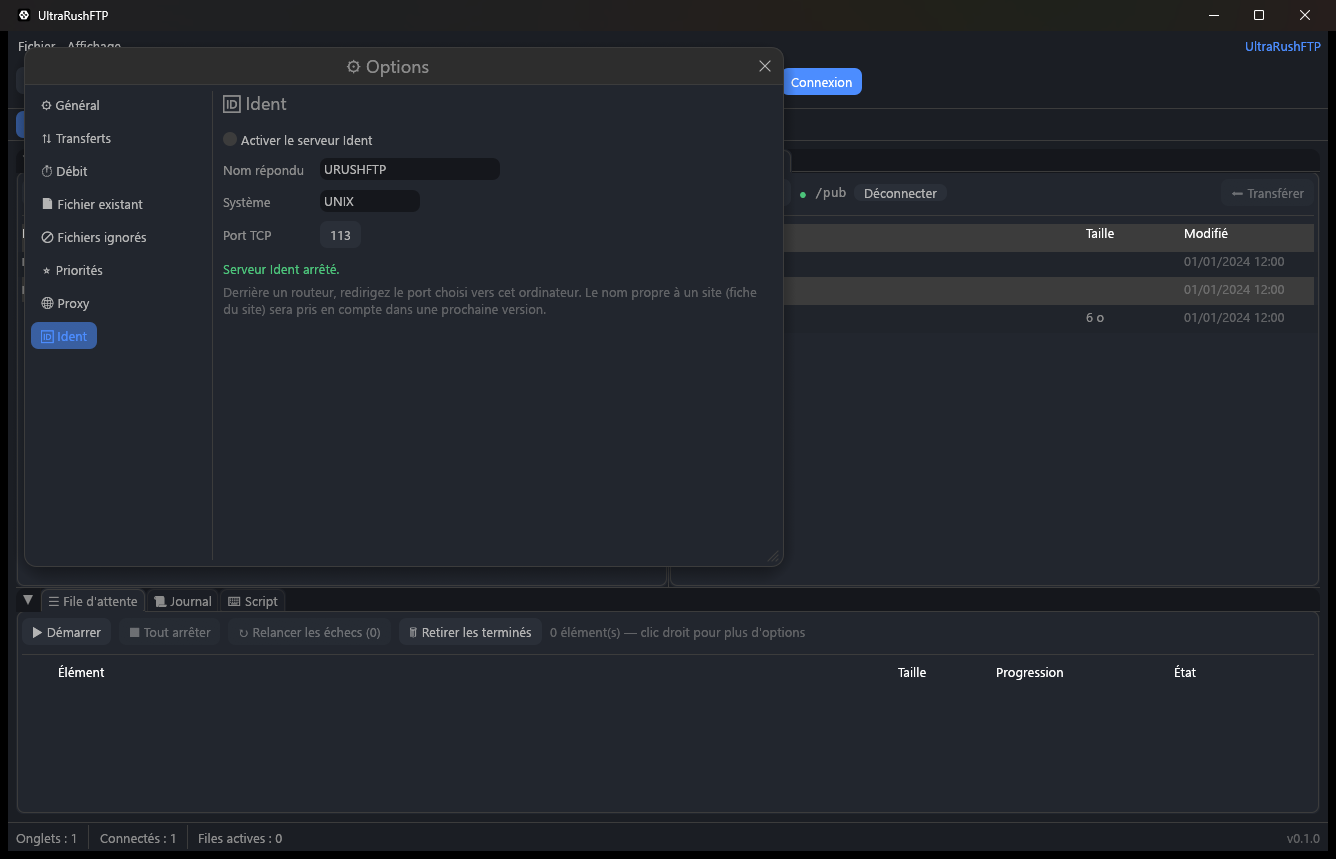 UltraRushFTP
Fichier Affichage
UltraRushFTP
Options
Connexion
Général
Transferts
Débit
Fichier existant
Fichiers ignorés
Priorités
Proxy
Ident
ID Ident
Activer le serveur Ident
Nom répondu URUSHFTP
Système UNIX
Port TCP 113
Serveur Ident arrêté.
Derrière un routeur, redirigez le port choisi vers cet ordinateur. Le nom propre à un site (fiche
du site) sera pris en compte dans une prochaine version.
/pub Déconnecter Transférer
Taille Modifié
01/01/2024 12:00
01/01/2024 12:00
6 o 01/01/2024 12:00
File d'attente Journal Script
Démarrer Tout arrêter Relancer les échecs (0) Retirer les terminés 0 élément(s) — clic droit pour plus d'options
Élément Taille Progression État
Onglets : 1 Connectés : 1 Files actives : 0 v0.1.0